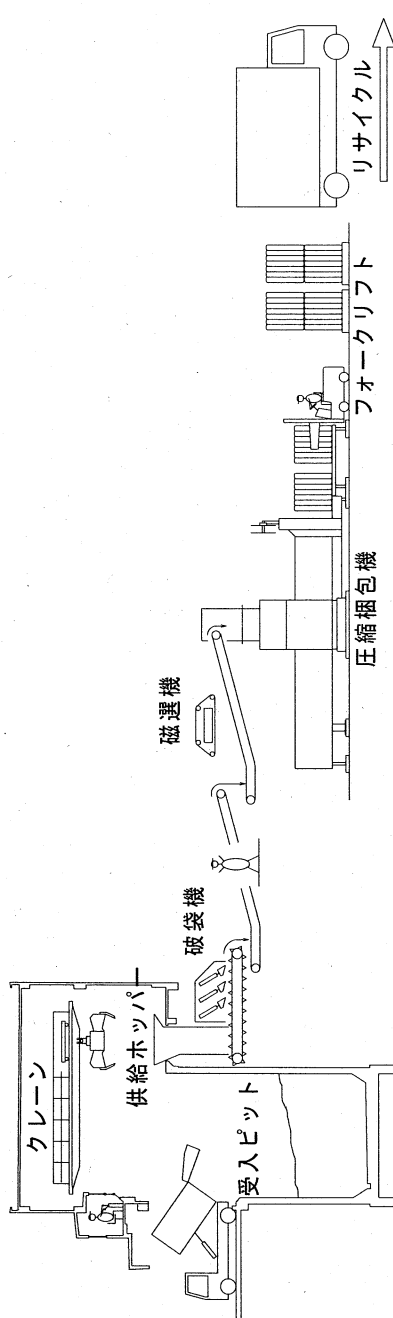 クレーン
供給ホッパー
受入ピット
破袋機
磁選機
圧縮梱包機
フォークリフト
リサイクル